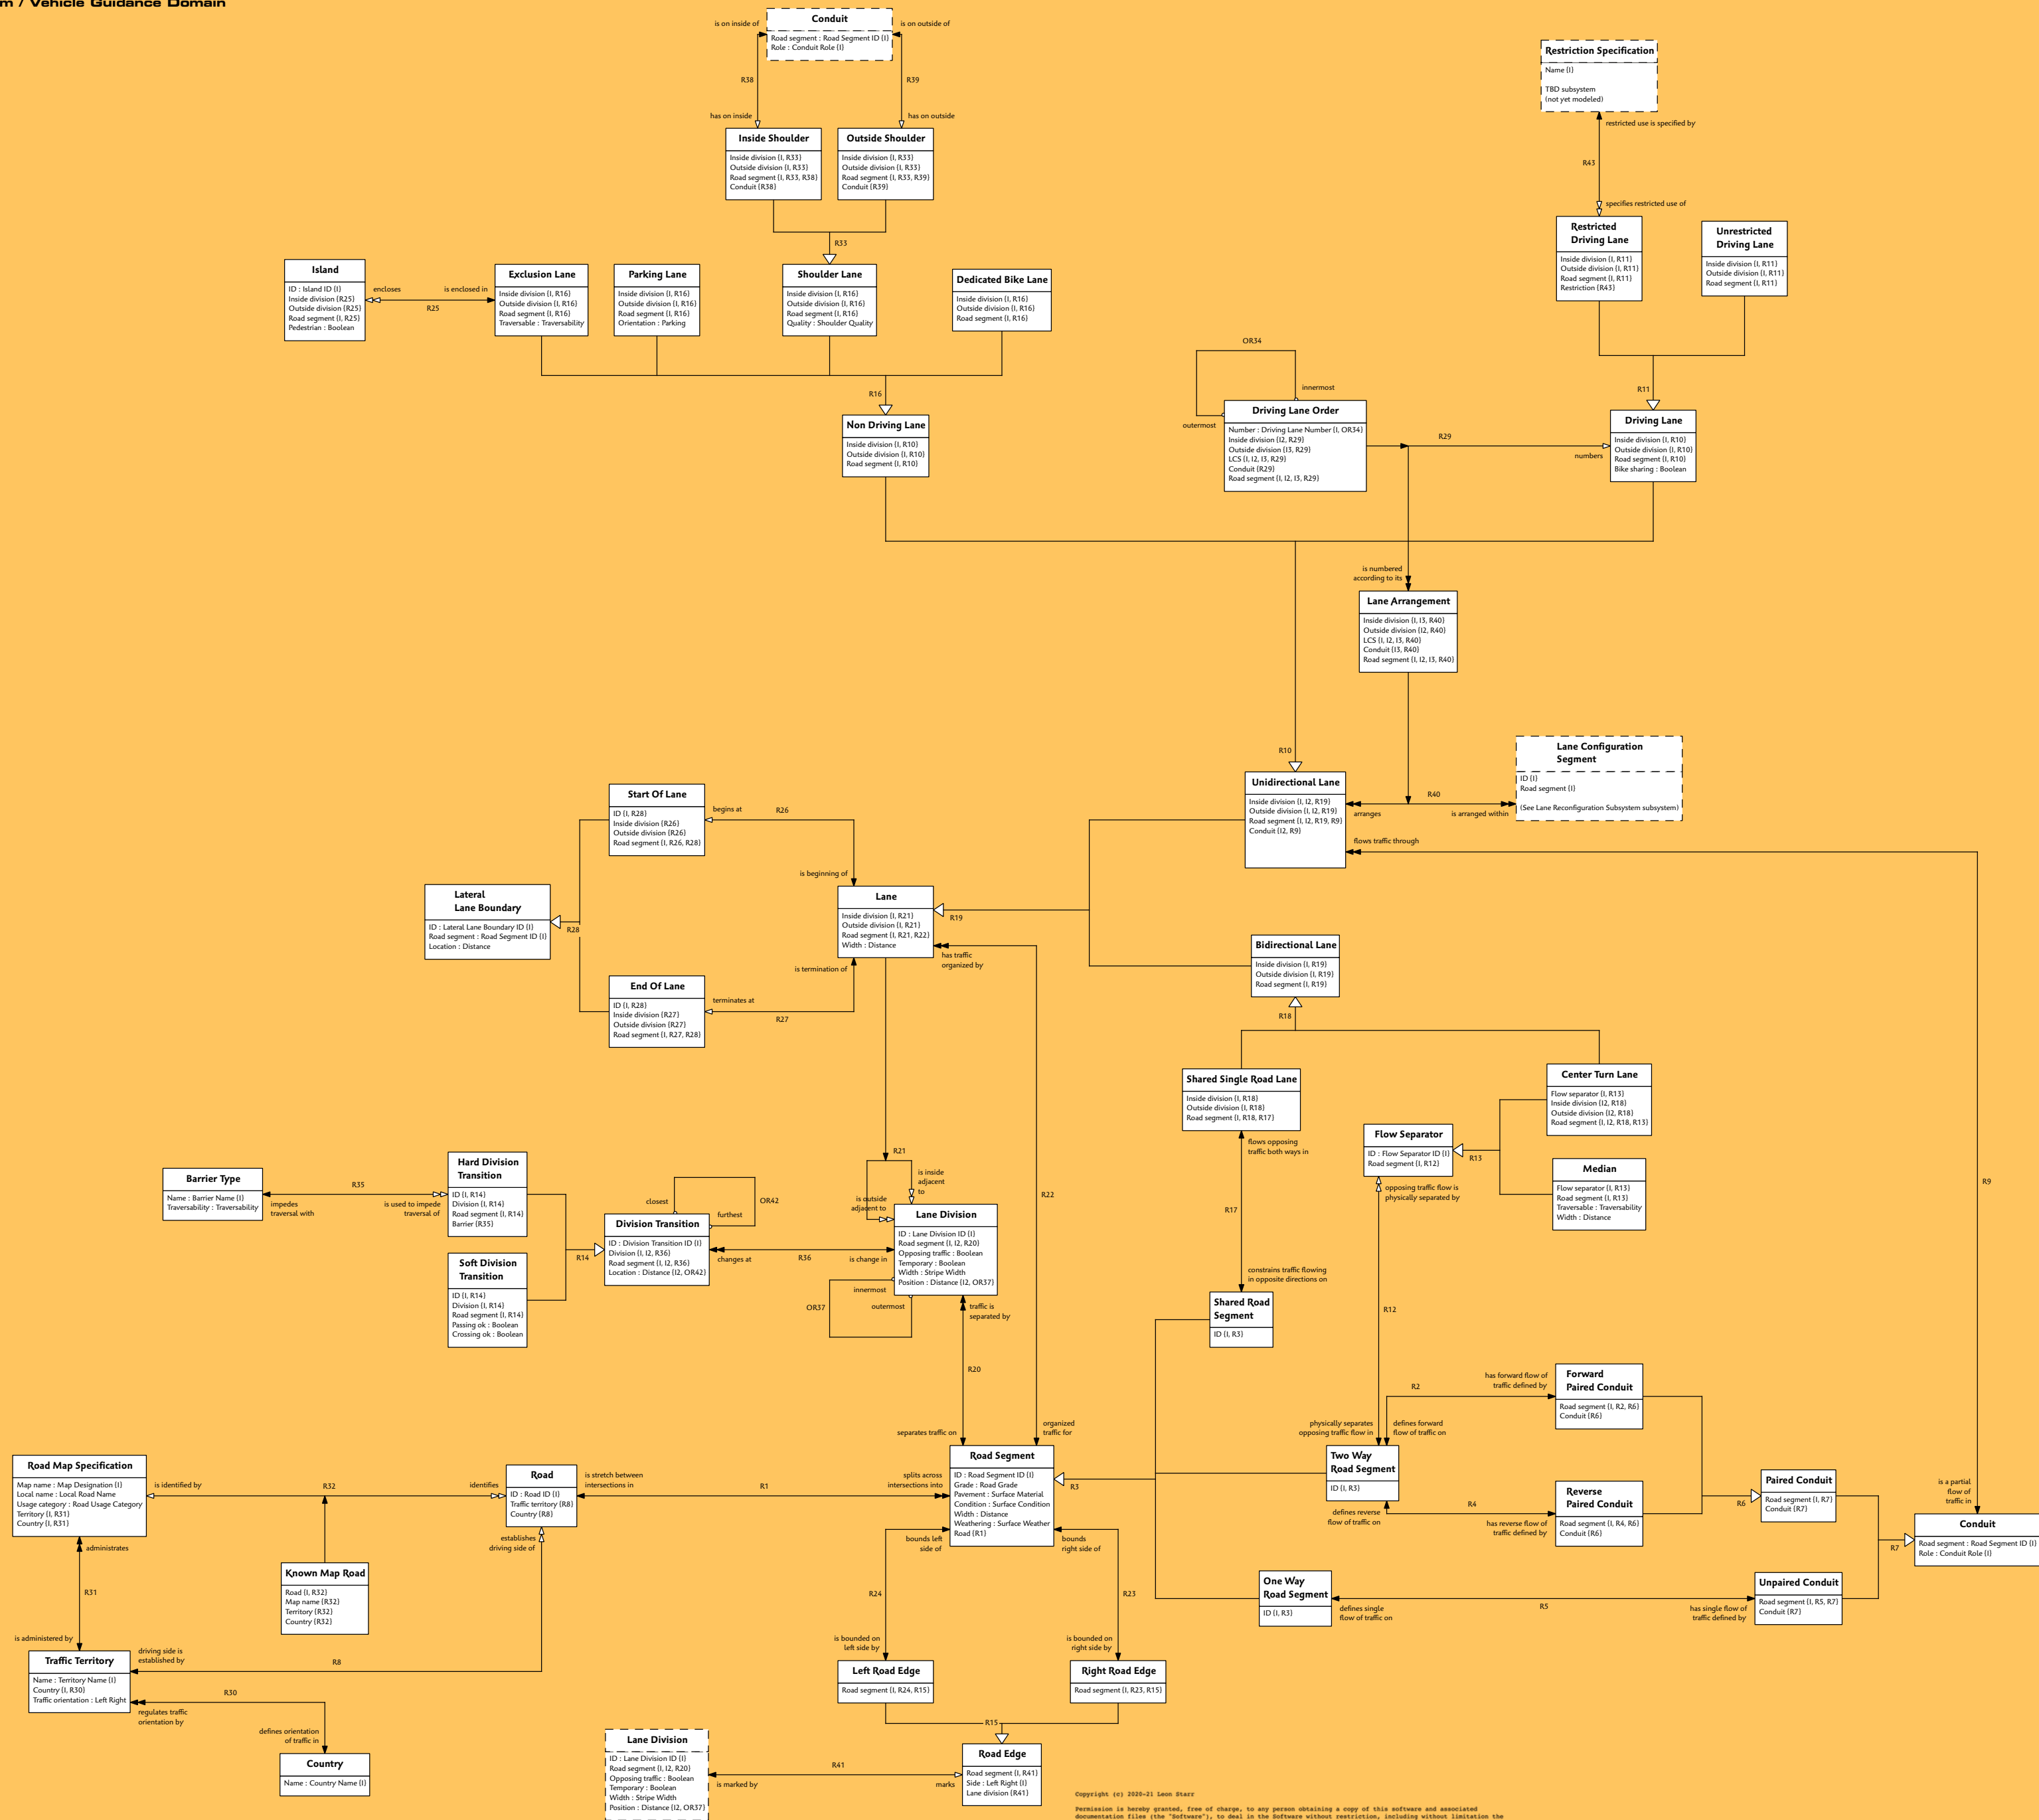 m / Vehicle Guidance Domain
is on inside of
Conduit
is on outside of
Road segment : Road Segment ID {I}
Role : Conduit Role {I}
R38
R39
has on inside
has on outside
Inside Shoulder
Inside division {I, R33}
Outside division {I, R33}
Road segment {I, R33, R38}
Conduit {R38}
Outside Shoulder
Inside division {I, R33}
Outside division {I, R33}
Road segment {I, R33, R39}
Conduit {R39}
R33
Restriction Specification
Name {I}
TBD subsystem
(not yet modeled)
restricted use is specified by
R43
specifies restricted use of
Restricted
Driving Lane
Inside division {I, R11}
Outside division {I, R11}
Road segment {I, R11}
Restriction {R43}
Unrestricted
Driving Lane
Inside division {I, R11}
Outside division {I, R11}
Road segment {I, R11}
Island
ID : Island ID {I}
Inside division {R25}
Outside division {R25}
Road segment {I, R25}
Pedestrian : Boolean
encloses
is enclosed in
R25
Exclusion Lane
Inside division {I, R16}
Outside division {I, R16}
Road segment {I, R16}
Traversable : Traversability
Parking Lane
Inside division {I, R16}
Outside division {I, R16}
Road segment {I, R16}
Orientation : Parking
Shoulder Lane
Inside division {I, R16}
Outside division {I, R16}
Road segment {I, R16}
Quality : Shoulder Quality
Dedicated Bike Lane
Inside division {I, R16}
Outside division {I, R16}
Road segment {I, R16}
R16
Non Driving Lane
Inside division {I, R10}
Outside division {I, R10}
Road segment {I, R10}
OR34
innermost
outermost
Driving Lane Order
Number : Driving Lane Number {I, OR34}
Inside division {I2, R29}
Outside division {I3, R29}
LCS {I, I2, I3, R29}
Conduit {R29}
Road segment {I, I2, I3, R29}
R29
numbers
R11
Driving Lane
Inside division {I, R10}
Outside division {I, R10}
Road segment {I, R10}
Bike sharing : Boolean
is numbered
according to its
Lane Arrangement
Inside division {I, I3, R40}
Outside division {I2, R40}
LCS {I, I2, I3, R40}
Conduit {I3, R40}
Road segment {I, I2, I3, R40}
R10
Unidirectional Lane
Inside division {I, I2, R19}
Outside division {I, I2, R19}
Road segment {I, I2, R19, R9}
Conduit {I2, R9}
R40
arranges
is arranged within
Lane Configuration
Segment
ID {I}
Road segment {I}
(See Lane Reconfiguration Subsystem subsystem)
flows traffic through
Start Of Lane
ID {I, R28}
Inside division {R26}
Outside division {R26}
Road segment {I, R26, R28}
begins at
R26
is beginning of
Lateral
Lane Boundary
ID : Lateral Lane Boundary ID {I}
Road segment : Road Segment ID {I}
Location : Distance
R28
Lane
Inside division {I, R21}
Outside division {I, R21}
Road segment {I, R21, R22}
Width : Distance
R19
has traffic
organized by
is termination of
End Of Lane
ID {I, R28}
Inside division {R27}
Outside division {R27}
Road segment {I, R27, R28}
terminates at
R27
Bidirectional Lane
Inside division {I, R19}
Outside division {I, R19}
Road segment {I, R19}
R18
Shared Single Road Lane
Inside division {I, R18}
Outside division {I, R18}
Road segment {I, R18, R17}
Center Turn Lane
Flow separator {I, R13}
Inside division {I2, R18}
Outside division {I2, R18}
Road segment {I, I2, R18, R13}
flows opposing
traffic both ways in
Flow Separator
ID : Flow Separator ID {I}
Road segment {I, R12}
R13
Median
Flow separator {I, R13}
Road segment {I, R13}
Traversable : Traversability
Width : Distance
opposing traffic flow is
physically separated by
R17
R9
Barrier Type
Name : Barrier Name {I}
Traversability : Traversability
R35
impedes
traversal with
is used to impede
traversal of
Hard Division
Transition
ID {I, R14}
Division {I, R14}
Road segment {I, R14}
Barrier {R35}
Soft Division
Transition
ID {I, R14}
Division {I, R14}
Road segment {I, R14}
Passing ok : Boolean
Crossing ok : Boolean
R14
closest
OR42
furthest
Division Transition
ID : Division Transition ID {I}
Division {I, I2, R36}
Road segment {I, I2, R36}
Location : Distance {I2, OR42}
changes at
R36
is change in
R21
is inside
adjacent
to
is outside
adjacent to
Lane Division
ID : Lane Division ID {I}
Road segment {I, I2, R20}
Opposing traffic : Boolean
Temporary : Boolean
Width : Stripe Width
Position : Distance {I2, OR37}
innermost
OR37
outermost
traffic is
separated by
R22
R20
constrains traffic flowing
in opposite directions on
Shared Road
Segment
ID {I, R3}
R12
separates traffic on
organized
traffic for
Road Map Specification
Map name : Map Designation {I}
Local name : Local Road Name
Usage category : Road Usage Category
Territory {I, R31}
Country {I, R31}
is identified by
R32
identifies
Road
ID : Road ID {I}
Traffic territory {R8}
Country {R8}
is stretch between
intersections in
R1
splits across
intersections into
Road Segment
ID : Road Segment ID {I}
Grade : Road Grade
Pavement : Surface Material
Condition : Surface Condition
Width : Distance
Weathering : Surface Weather
Road {R1}
R3
physically separates
opposing traffic flow in
defines forward
flow of traffic on
R2
has forward flow of
traffic defined by
Forward
Paired Conduit
Road segment {I, R2, R6}
Conduit {R6}
Two Way
Road Segment
ID {I, R3}
defines reverse
flow of traffic on
R4
has reverse flow of
traffic defined by
Reverse
Paired Conduit
Road segment {I, R4, R6}
Conduit {R6}
R6
Paired Conduit
Road segment {I, R7}
Conduit {R7}
is a partial
flow of
traffic in
R7
Conduit
Road segment : Road Segment ID {I}
Role : Conduit Role {I}
administrates
establishes
driving side of
bounds left
side of
bounds
right side of
R31
Known Map Road
Road {I, R32}
Map name {R32}
Territory {R32}
Country {R32}
R24
R23
One Way
Road Segment
ID {I, R3}
defines single
flow of traffic on
R5
has single flow of
traffic defined by
Unpaired Conduit
Road segment {I, R5, R7}
Conduit {R7}
is administered by
driving side is
established by
R8
is bounded on
left side by
is bounded on
right side by
Traffic Territory
Name : Territory Name {I}
Country {I, R30}
Traffic orientation : Left Right
R30
regulates traffic
orientation by
defines orientation
of traffic in
Country
Name : Country Name {I}
Left Road Edge
Road segment {I, R24, R15}
Right Road Edge
Road segment {I, R23, R15}
R15
Lane Division
ID : Lane Division ID {I}
Road segment {I, I2, R20}
Opposing traffic : Boolean
Temporary : Boolean
Width : Stripe Width
Position : Distance {I2, OR37}
R41
is marked by
marks
Road Edge
Road segment {I, R41}
Side : Left Right {I}
Lane division {R41}
Copyright (c) 2020-21 Leon Starr
Permission is hereby granted, free of charge, to any person obtaining a copy of this software and associated
documentation files (the "Software"), to deal in the Software without restriction, including without limitation the